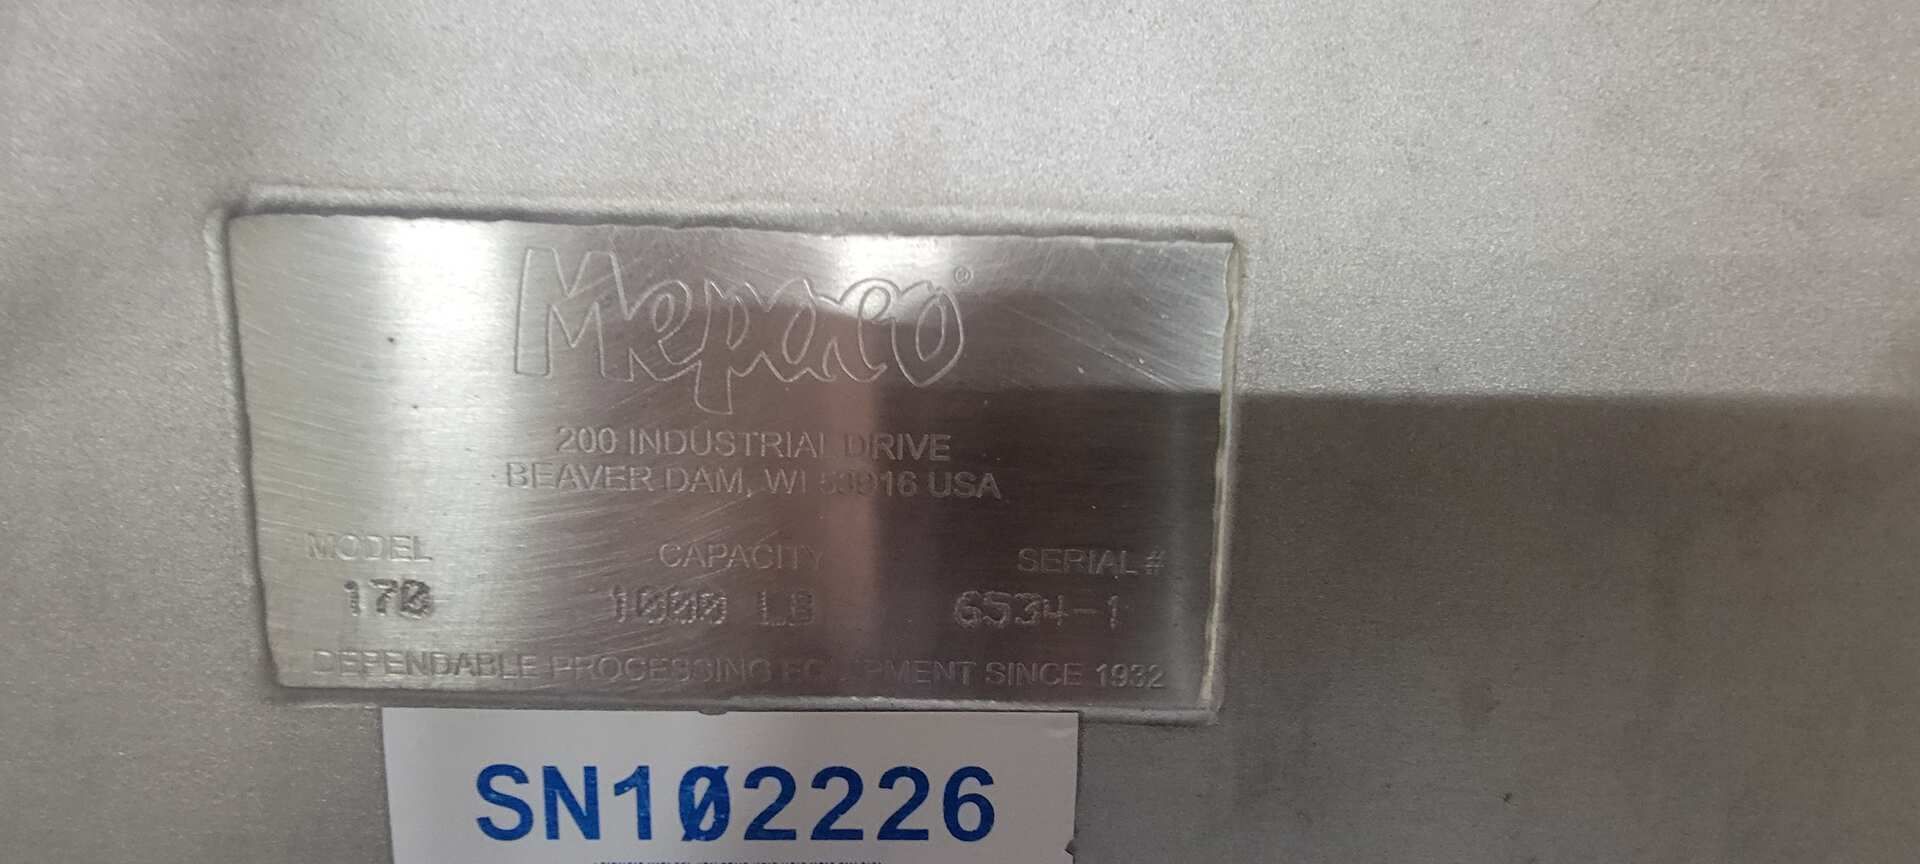 Mepaco®
200 INDUSTRIAL DRIVE
BEAVER DAM, WI 53916 USA
MODEL CAPACITY SERIAL #
170 1000 LB 6534-1
DEPENDABLE PROCESSING EQUIPMENT SINCE 1932
SN102226